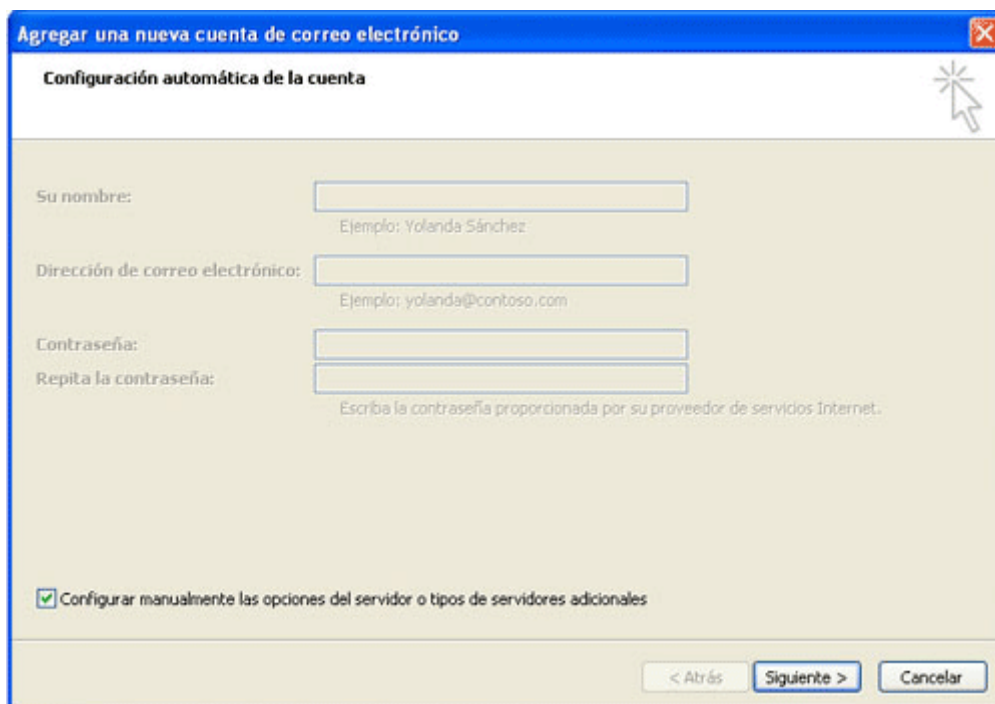 Agregar una nueva cuenta de correo electrónico
Configuración automática de la cuenta
Su nombre:
Ejemplo: Yolanda Sánchez
Dirección de correo electrónico:
Ejemplo: yolanda@contoso.com
Contraseña:
Repita la contraseña:
Escriba la contraseña proporcionada por su proveedor de servicios Internet.
Configurar manualmente las opciones del servidor o tipos de servidores adicionales
< Atrás Siguiente > Cancelar